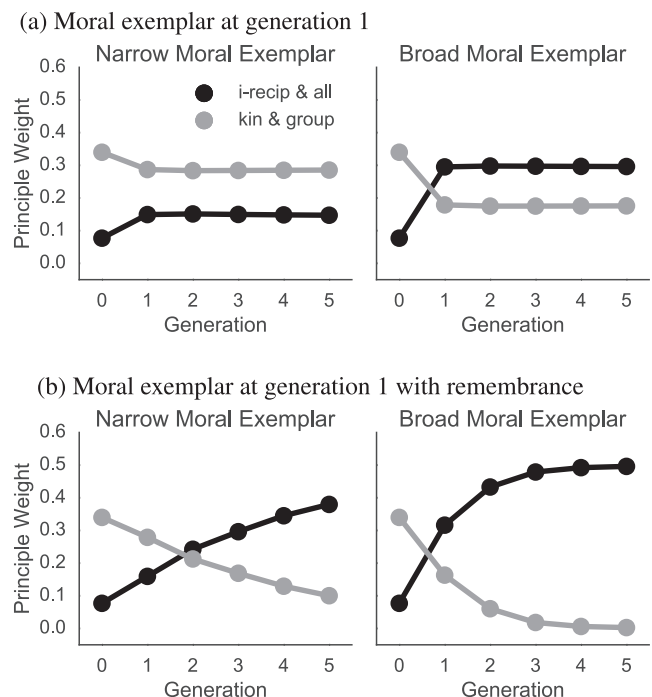 (a) Moral exemplar at generation 1
Narrow Moral Exemplar
Broad Moral Exemplar
Principle Weight
0.6
0.5
0.4
0.3
0.2
0.1
0.0
i-recip & all
kin & group
0 1 2 3 4 5
0 1 2 3 4 5
Generation
Generation
(b) Moral exemplar at generation 1 with remembrance
Narrow Moral Exemplar
Broad Moral Exemplar
Principle Weight
0.6
0.5
0.4
0.3
0.2
0.1
0.0
0 1 2 3 4 5
0 1 2 3 4 5
Generation
Generation